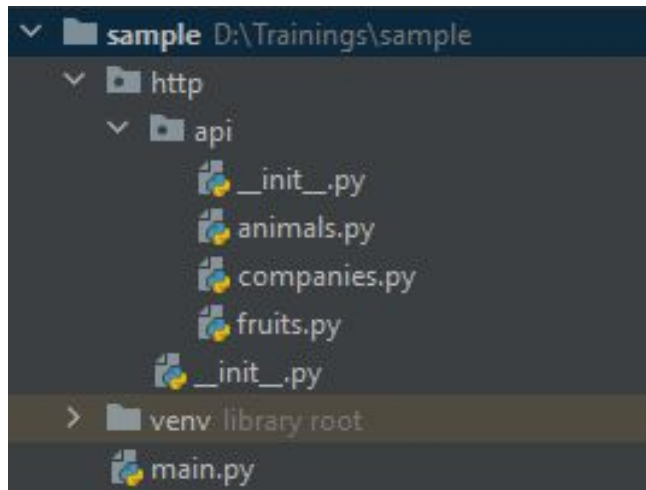 sample D:\Trainings\sample
http
api
__init__.py
animals.py
companies.py
fruits.py
__init__.py
venv library root
main.py